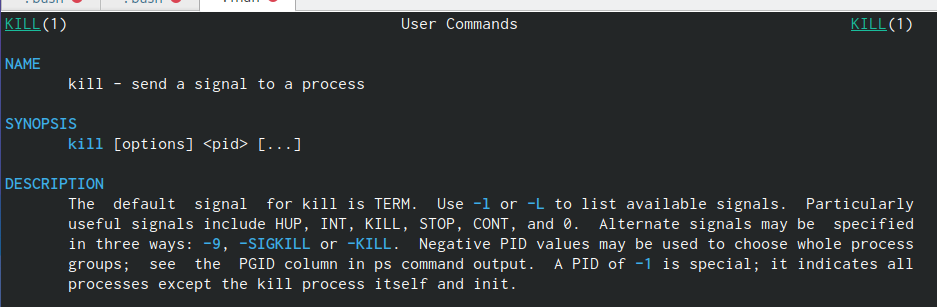 KILL(1) User Commands KILL(1)
NAME
kill - send a signal to a process
SYNOPSIS
kill [options] <pid> [...]
DESCRIPTION
The default signal for kill is TERM. Use -l or -L to list available signals. Particularly
useful signals include HUP, INT, KILL, STOP, CONT, and 0. Alternate signals may be specified
in three ways: -9, -SIGKILL or -KILL. Negative PID values may be used to choose whole process
groups; see the PGID column in ps command output. A PID of -1 is special; it indicates all
processes except the kill process itself and init.